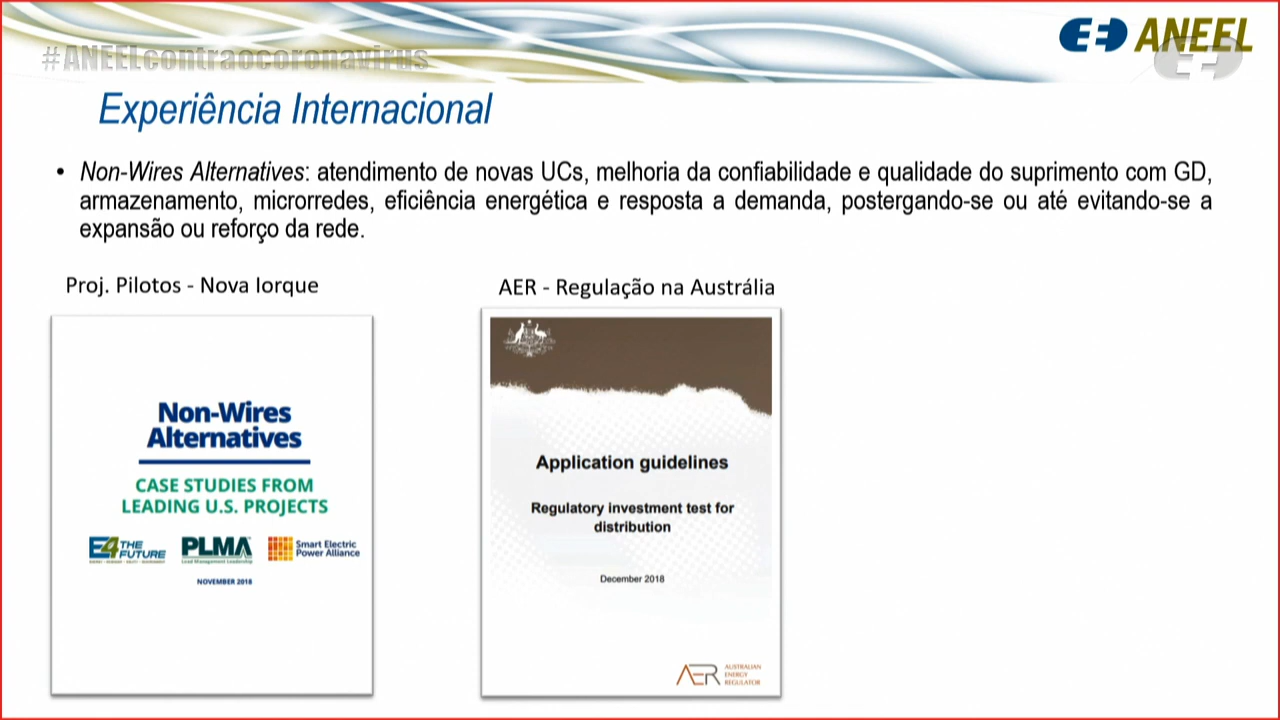 #ANEELcontraocoronavirus
ANEEL
Experiência Internacional
• Non-Wires Alternatives: atendimento de novas UCs, melhoria da confiabilidade e qualidade do suprimento com GD,
armazenamento, microrredes, eficiência energética e resposta a demanda, postergando-se ou até evitando-se a
expansão ou reforço da rede.
Proj. Pilotos - Nova Iorque
AER - Regulação na Austrália
Non-Wires
Alternatives
CASE STUDIES FROM
LEADING U.S. PROJECTS
E4 THE
FUTURE
PLMA
Load Management Leadership
Smart Electric
Power Alliance
NOVEMBER 2018
Application guidelines
Regulatory investment test for
distribution
December 2018
AER
AUSTRALIAN
ENERGY
REGULATOR